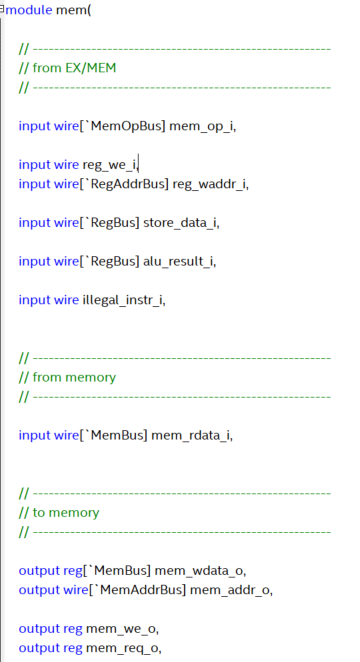 module mem(
// --------------------------------------------------------
// from EX/MEM
// --------------------------------------------------------
input wire[`MemOpBus] mem_op_i,
input wire reg_we_i,
input wire[`RegAddrBus] reg_waddr_i,
input wire[`RegBus] store_data_i,
input wire[`RegBus] alu_result_i,
input wire illegal_instr_i,
// --------------------------------------------------------
// from memory
// --------------------------------------------------------
input wire[`MemBus] mem_rdata_i,
// --------------------------------------------------------
// to memory
// --------------------------------------------------------
output reg[`MemBus] mem_wdata_o,
output wire[`MemAddrBus] mem_addr_o,
output reg mem_we_o,
output reg mem_req_o,